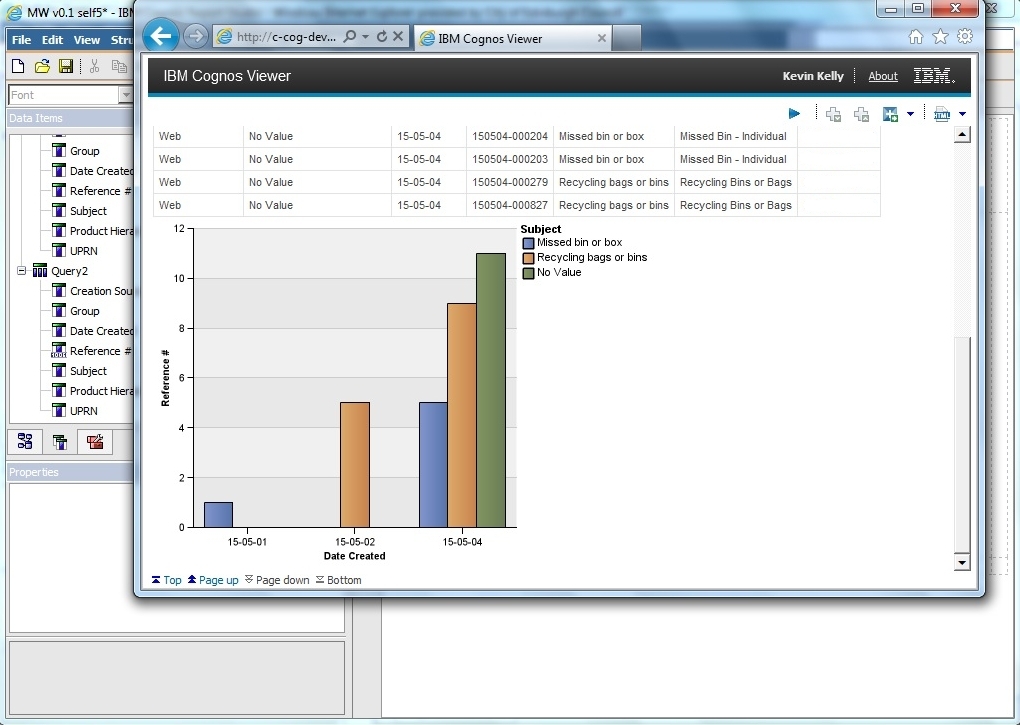 MW v0.1 self5* - IBM
File Edit View Stru
Font
Data Items
Group
Date Created
Reference #
Subject
Product Hiera
UPRN
Query2
Creation Sou
Group
Date Created
Reference #
Subject
Product Hiera
UPRN
Properties
http://c-cog-dev...
IBM Cognos Viewer
IBM Cognos Viewer
Kevin Kelly
About
IBM.
HTML
Web No Value 15-05-04 150504-000204 Missed bin or box Missed Bin - Individual
Web No Value 15-05-04 150504-000203 Missed bin or box Missed Bin - Individual
Web No Value 15-05-04 150504-000279 Recycling bags or bins Recycling Bins or Bags
Web No Value 15-05-04 150504-000827 Recycling bags or bins Recycling Bins or Bags
Subject
Missed bin or box
Recycling bags or bins
No Value
12
10
8
6
4
2
0
Reference #
15-05-01 15-05-02 15-05-04
Date Created
Top Page up Page down Bottom